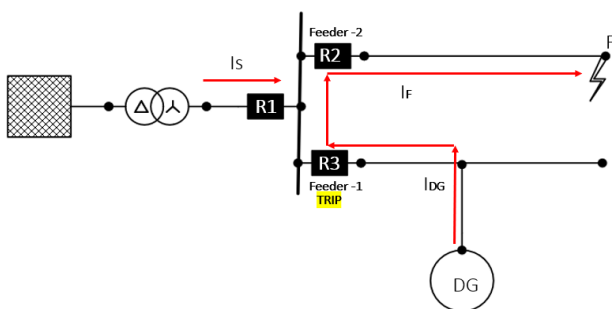 Feeder -2
IS
R2
F
R1
IF
R3
Feeder -1
TRIP
IDG
DG